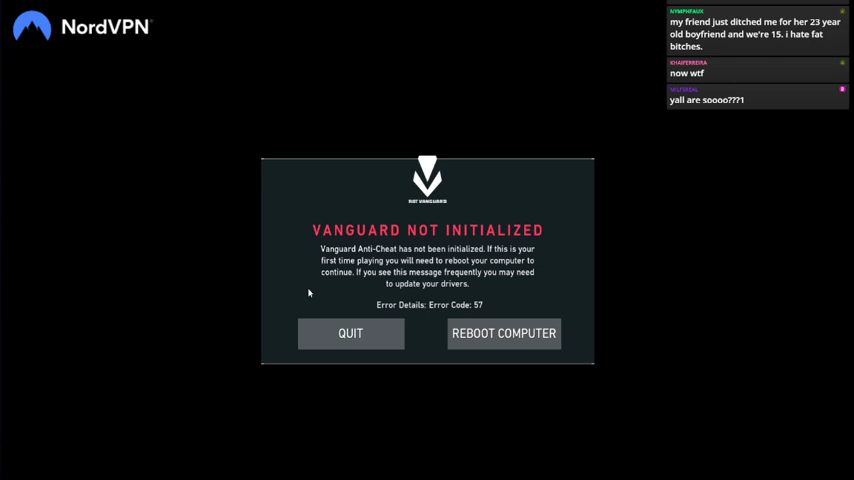 NordVPN
NYMPHFAUX
my friend just ditched me for her 23 year
old boyfriend and we're 15. i hate fat
bitches.
KHAIFERREIRA
now wtf
yall are soooo???1
RIOT VANGUARD
VANGUARD NOT INITIALIZED
Vanguard Anti-Cheat has not been initialized. If this is your
first time playing you will need to reboot your computer to
continue. If you see this message frequently you may need
to update your drivers.
Error Details: Error Code: 57
QUIT
REBOOT COMPUTER